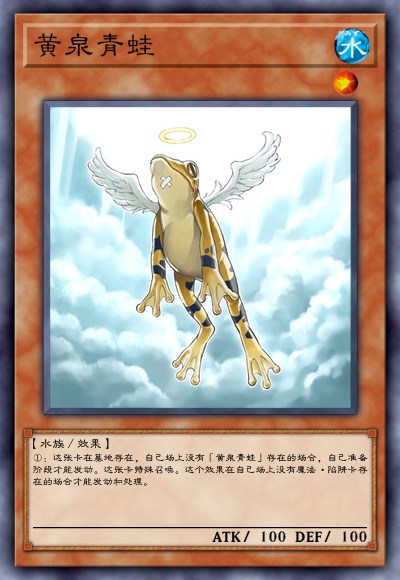 黄泉青蛙
水
【水族／效果】
①：这张卡在墓地存在，自己场上没有「黄泉青蛙」存在的场合，自己准备
阶段才能发动。这张卡特殊召唤。这个效果在自己场上没有魔法·陷阱卡存
在的场合才能发动和处理。
ATK/ 100 DEF/ 100